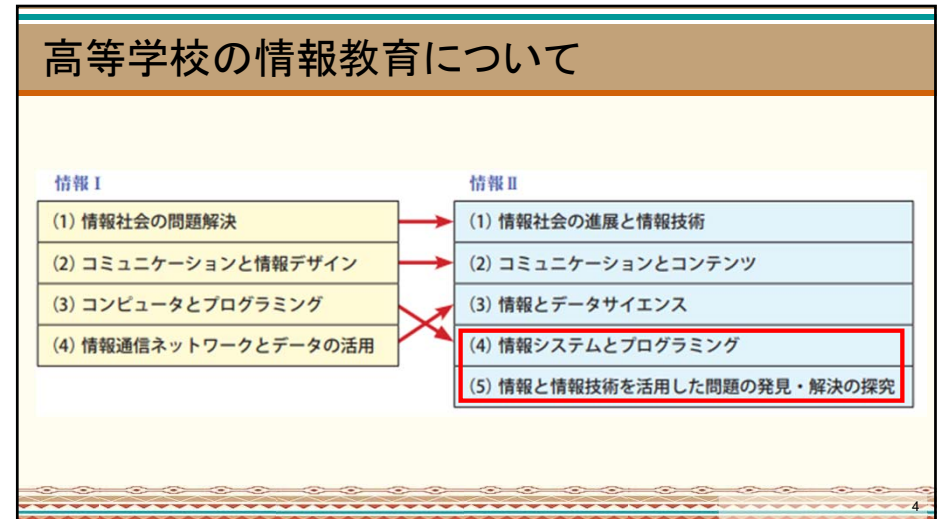 高等学校の情報教育について
情報Ⅰ
(1) 情報社会の問題解決
(2) コミュニケーションと情報デザイン
(3) コンピュータとプログラミング
(4) 情報通信ネットワークとデータの活用
情報Ⅱ
(1) 情報社会の進展と情報技術
(2) コミュニケーションとコンテンツ
(3) 情報とデータサイエンス
(4) 情報システムとプログラミング
(5) 情報と情報技術を活用した問題の発見・解決の探究
4